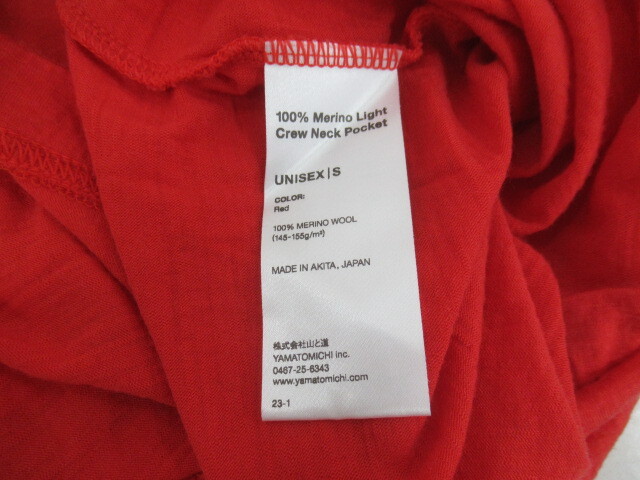 100% Merino Light
Crew Neck Pocket
UNISEX|S
COLOR:
Red
100% MERINO WOOL
(145-155g/m²)
MADE IN AKITA, JAPAN
株式会社山と道
YAMATOMICHI inc.
0467-25-6343
www.yamatomichi.com
23-1